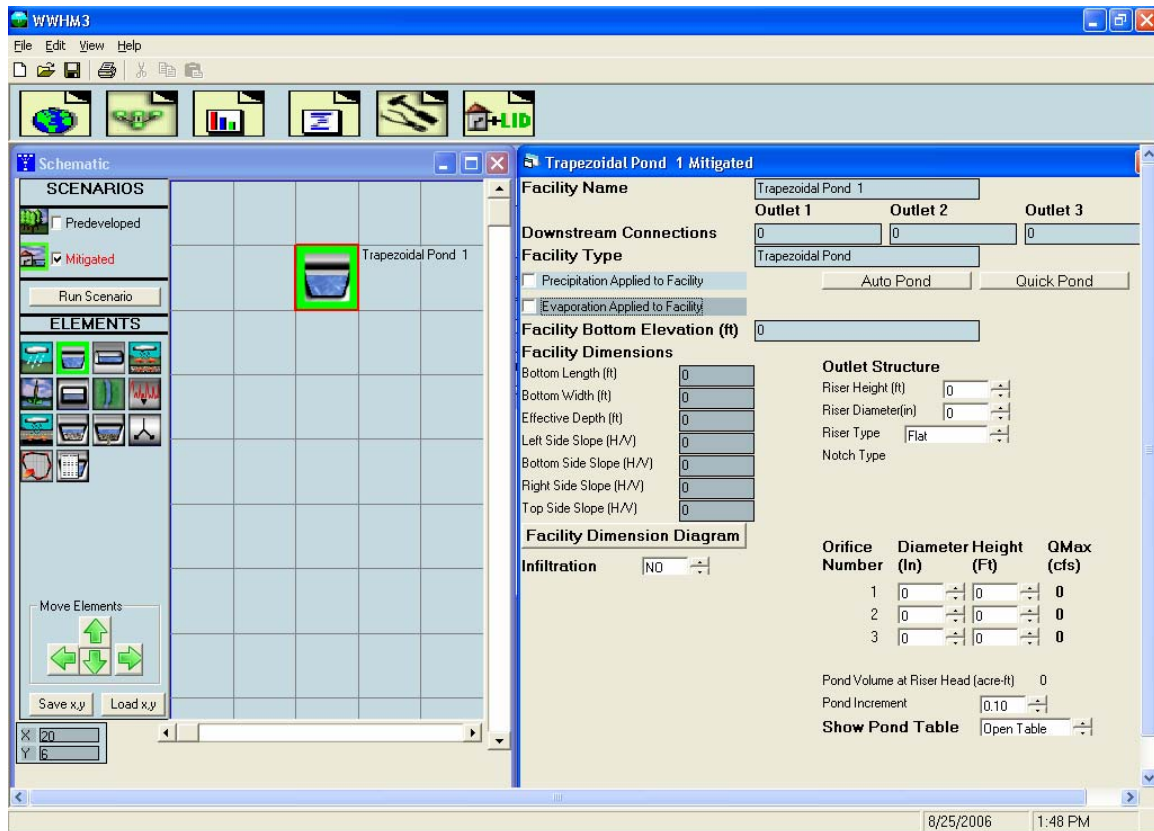 WWHM3
File Edit View Help
+LID
Schematic
SCENARIOS
Predeveloped
Mitigated
Run Scenario
ELEMENTS
Move Elements
Save x,y Load x,y
X 20
Y 6
Trapezoidal Pond 1
Trapezoidal Pond 1 Mitigated
Facility Name Trapezoidal Pond 1
Outlet 1 Outlet 2 Outlet 3
Downstream Connections 0 0 0
Facility Type Trapezoidal Pond
Precipitation Applied to Facility Auto Pond Quick Pond
Evaporation Applied to Facility
Facility Bottom Elevation (ft) 0
Facility Dimensions
Bottom Length (ft) 0
Bottom Width (ft) 0
Effective Depth (ft) 0
Left Side Slope (H/V) 0
Bottom Side Slope (H/V) 0
Right Side Slope (H/V) 0
Top Side Slope (H/V) 0
Facility Dimension Diagram
Infiltration NO
Outlet Structure
Riser Height (ft) 0
Riser Diameter(in) 0
Riser Type Flat
Notch Type
Orifice Diameter Height QMax
Number (In) (Ft) (cfs)
1 0 0 0
2 0 0 0
3 0 0 0
Pond Volume at Riser Head (acre-ft) 0
Pond Increment 0.10
Show Pond Table Open Table
8/25/2006 1:48 PM